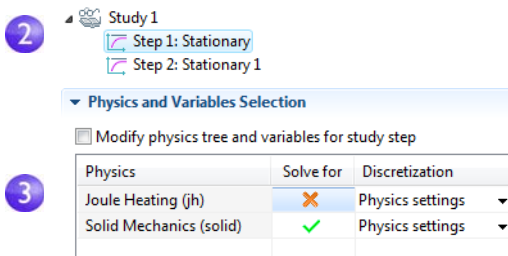 Study 1
2
Step 1: Stationary
Step 2: Stationary 1
Physics and Variables Selection
Modify physics tree and variables for study step
Physics Solve for Discretization
3
Joule Heating (jh) Physics settings
Solid Mechanics (solid) Physics settings